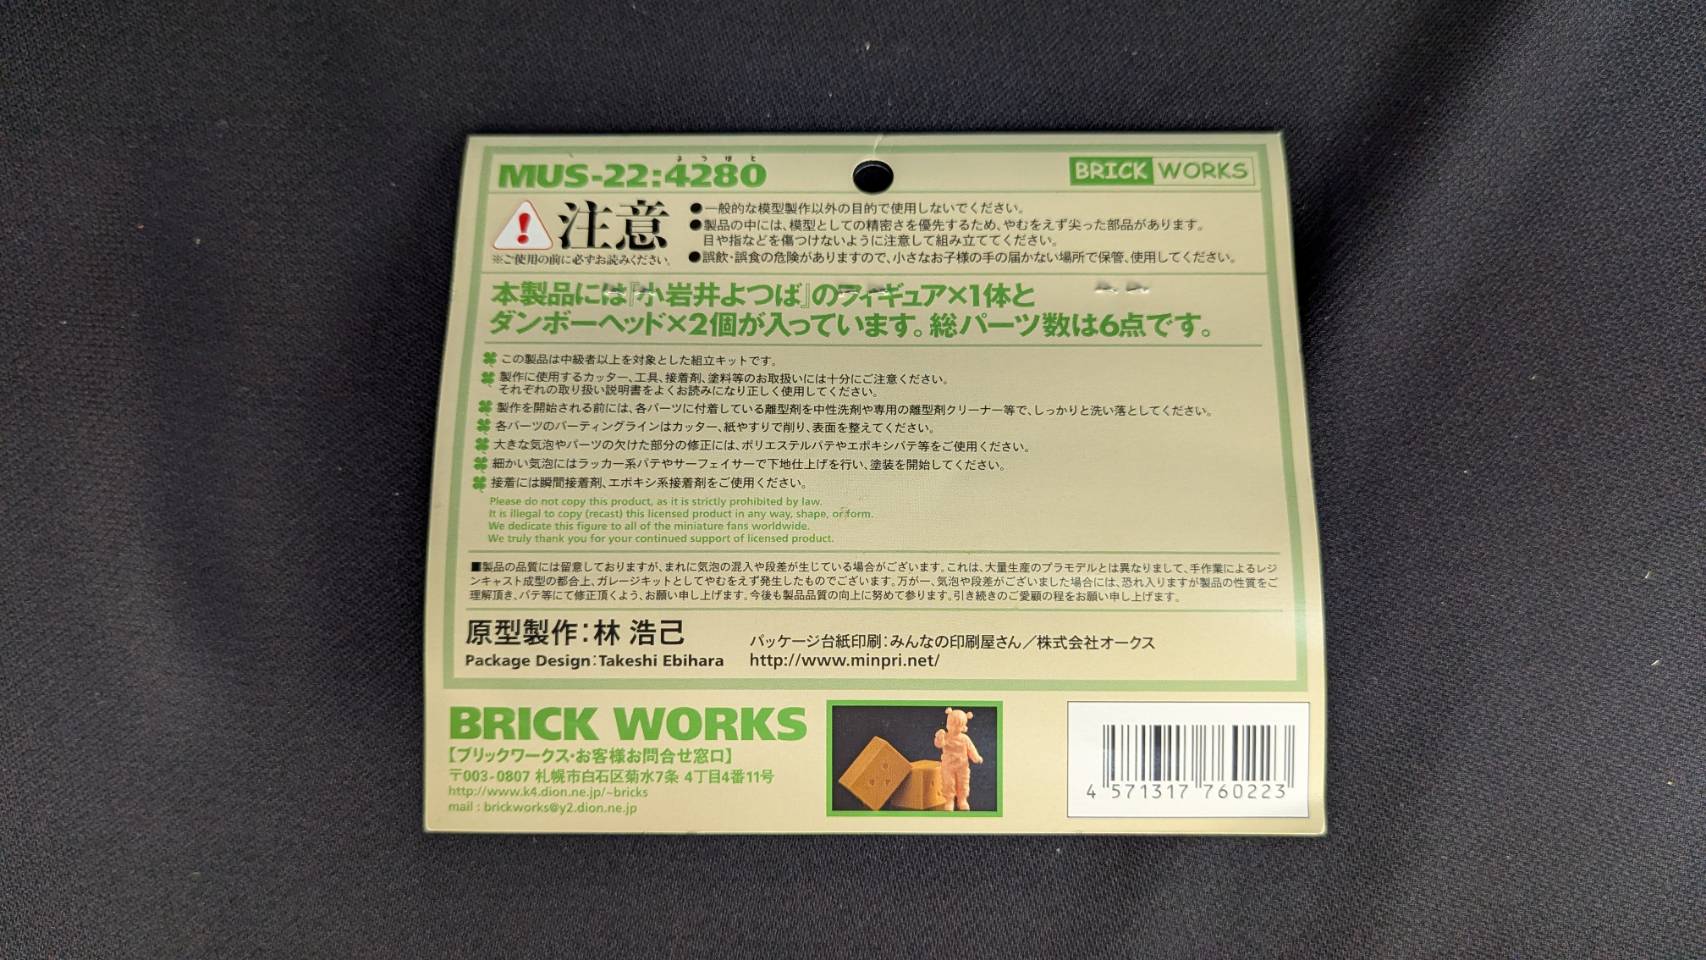 よつばと
MUS-22:4280
BRICK WORKS
注意
※ご使用の前に必ずお読みください。
●一般的な模型製作以外の目的で使用しないでください。
●製品の中には、模型としての精密さを優先するため、やむをえず尖った部品があります。
目や指などを傷つけないように注意して組み立ててください。
●誤飲・誤食の危険がありますので、小さなお子様の手の届かない場所で保管、使用してください。
本製品には『小岩井よつば』のフィギュア×1体と
ダンボーヘッド×2個が入っています。総パーツ数は6点です。
この製品は中級者以上を対象とした組立キットです。
製作に使用するカッター、工具、接着剤、塗料等のお取扱いには十分にご注意ください。
それぞれの取り扱い説明書をよくお読みになり正しく使用してください。
製作を開始される前には、各パーツに付着している離型剤を中性洗剤や専用の離型剤クリーナー等で、しっかりと洗い落としてください。
各パーツのパーティングラインはカッター、紙やすりで削り、表面を整えてください。
大きな気泡やパーツの欠けた部分の修正には、ポリエステルパテやエポキシパテ等をご使用ください。
細かい気泡にはラッカー系パテやサーフェイサーで下地仕上げを行い、塗装を開始してください。
接着には瞬間接着剤、エポキシ系接着剤をご使用ください。
Please do not copy this product, as it is strictly prohibited by law.
It is illegal to copy (recast) this licensed product in any way, shape, or form.
We dedicate this figure to all of the miniature fans worldwide.
We truly thank you for your continued support of licensed product.
■製品の品質には留意しておりますが、まれに気泡の混入や段差が生じている場合がございます。これは、大量生産のプラモデルとは異なりまして、手作業によるレジ
ンキャスト成型の都合上、ガレージキットとしてやむをえず発生したものでございます。万が一、気泡や段差がございました場合には、恐れ入りますが製品の性質をご
理解頂き、パテ等にて修正頂くよう、お願い申し上げます。今後も製品品質の向上に努めて参ります。引き続きのご愛顧の程をお願い申し上げます。
原型製作:林 浩己
Package Design:Takeshi Ebihara
パッケージ台紙印刷:みんなの印刷屋さん/株式会社オークス
http://www.minpri.net/
BRICK WORKS
【ブリックワークス・お客様お問合せ窓口】
〒003-0807 札幌市白石区菊水7条 4丁目4番11号
http://www.k4.dion.ne.jp/~bricks
mail : brickworks@y2.dion.ne.jp
4 571317 760223